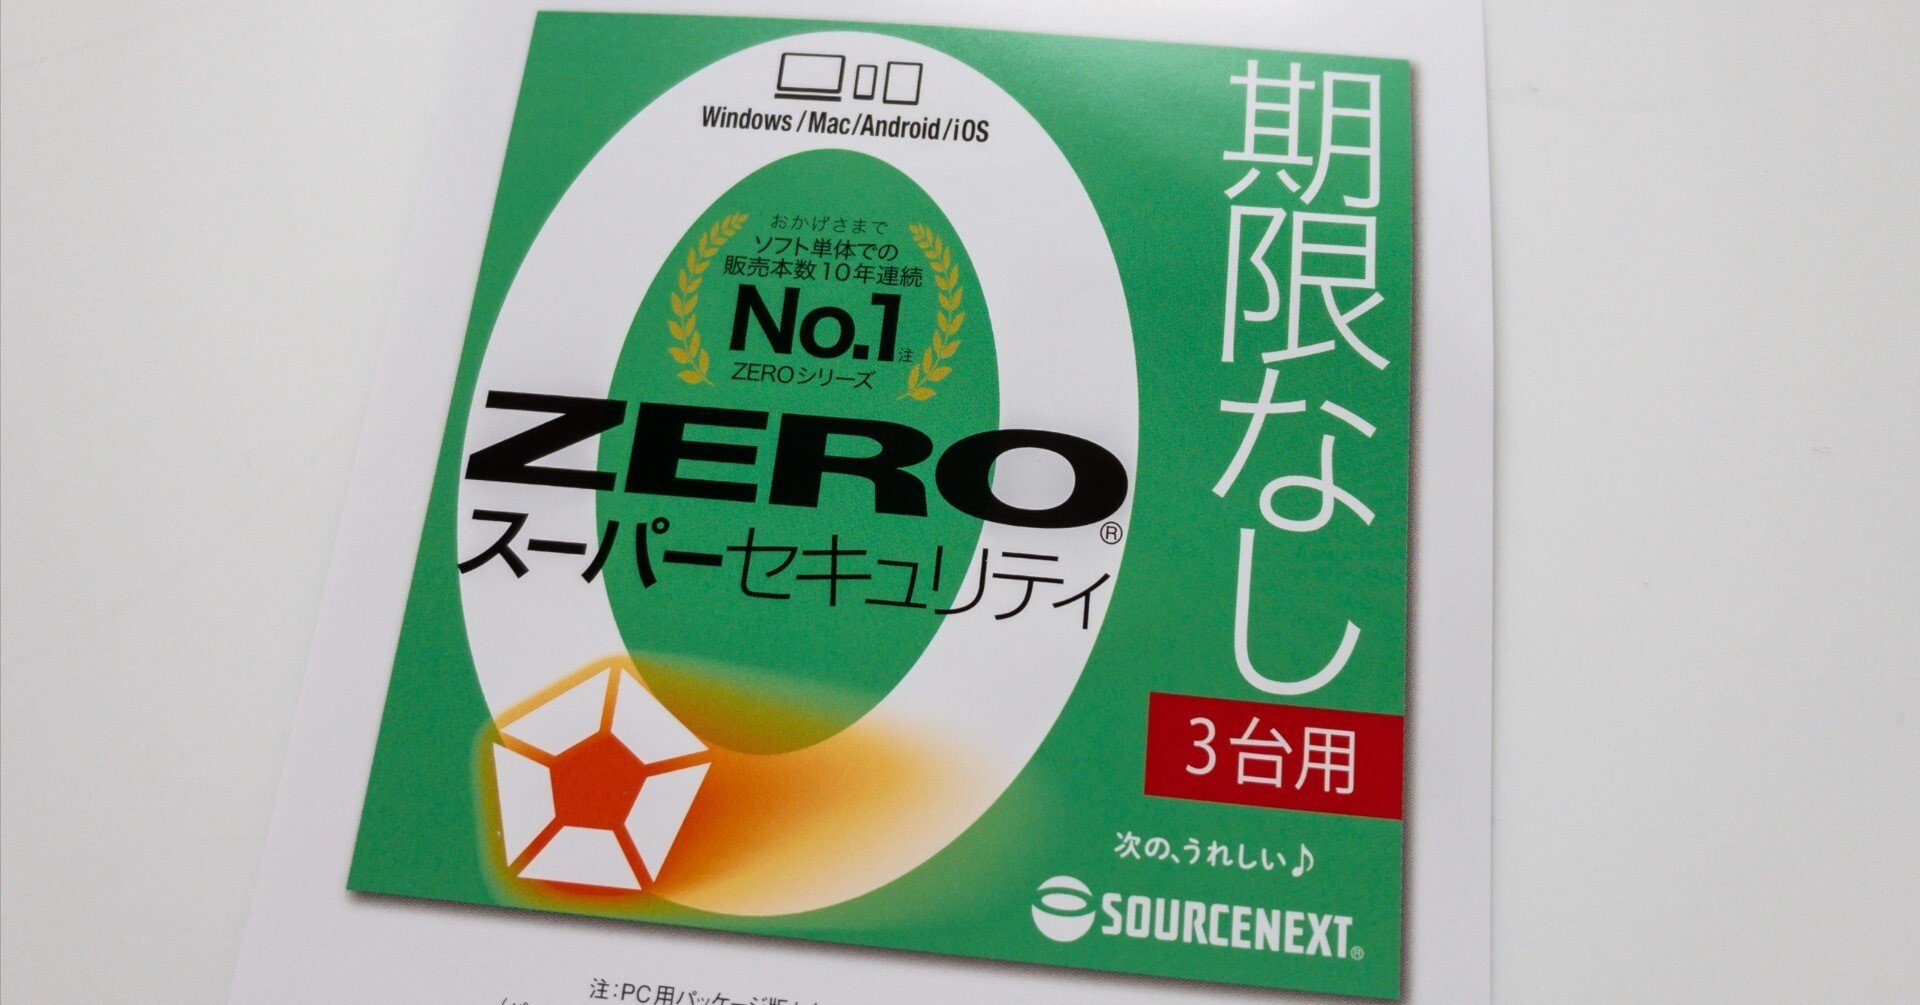 Windows/Mac/Android/iOS
おかげさまで
ソフト単体での
販売本数10年連続
No.1注
ZEROシリーズ
ZERO®
スーパーセキュリティ
期限なし
3台用
次の、うれしい♪
SOURCENEXT®
注:PC用パッケージ版